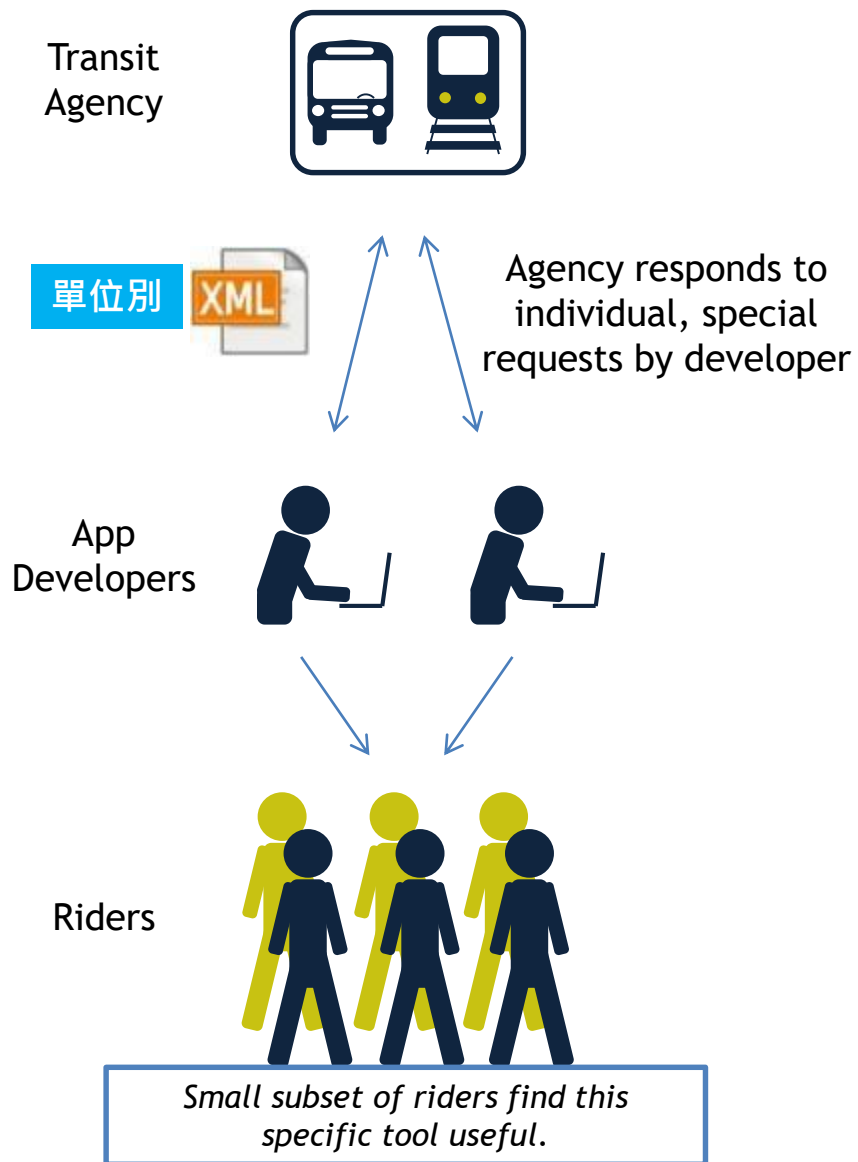 Transit
Agency
單位別
XML
Agency responds to
individual, special
requests by developer
App
Developers
Riders
Small subset of riders find this
specific tool useful.